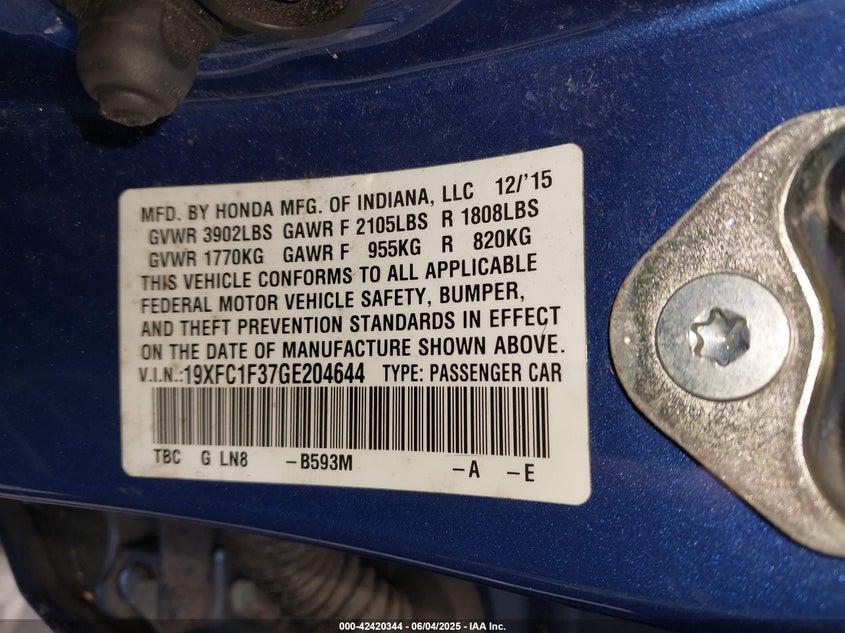 MFD. BY HONDA MFG. OF INDIANA, LLC 12/'15
GVWR 3902LBS GAWR F 2105LBS R 1808LBS
GVWR 1770KG GAWR F 955KG R 820KG
THIS VEHICLE CONFORMS TO ALL APPLICABLE
FEDERAL MOTOR VEHICLE SAFETY, BUMPER,
AND THEFT PREVENTION STANDARDS IN EFFECT
ON THE DATE OF MANUFACTURE SHOWN ABOVE.
V.I.N.:19XFC1F37GE204644 TYPE: PASSENGER CAR
TBC G LN8 -B593M -A -E
000-42420344 - 06/04/2025 - IAA Inc.